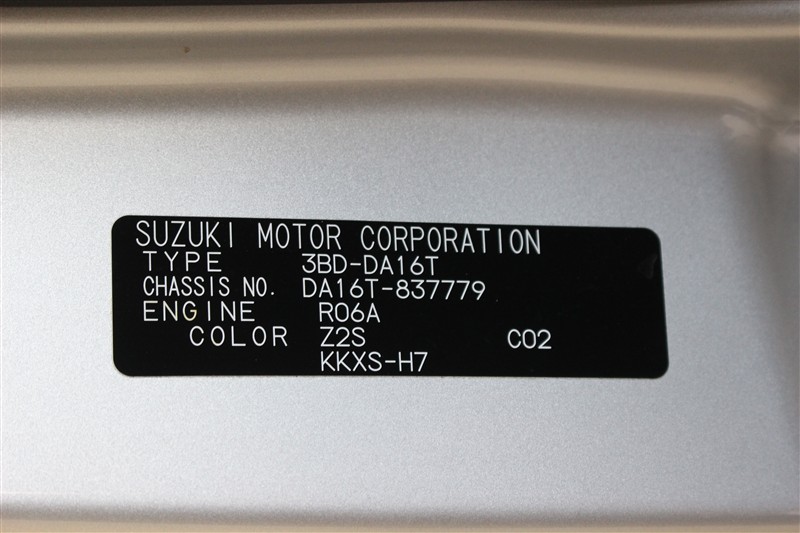 SUZUKI MOTOR CORPORATION
TYPE 3BD-DA16T
CHASSIS NO. DA16T-837779
ENGINE R06A
COLOR Z2S C02
KKXS-H7